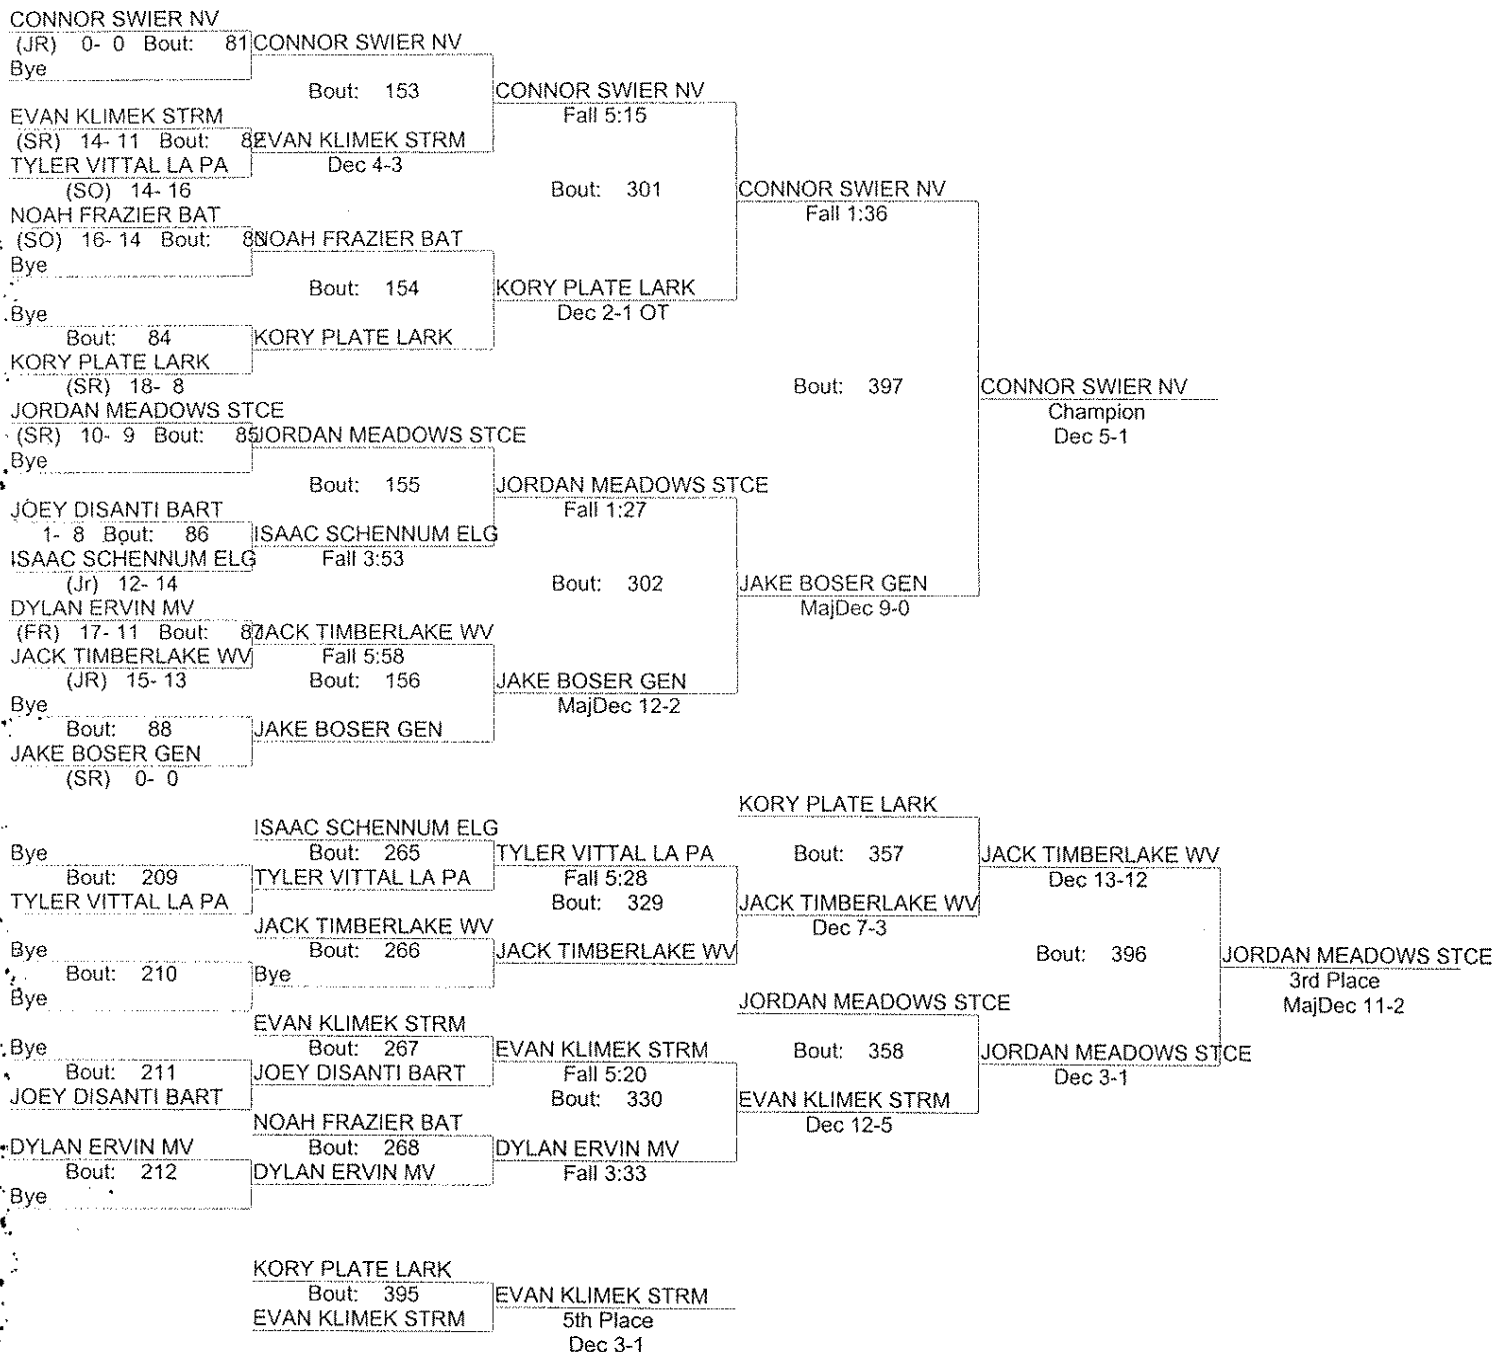 CONNOR SWIER NV
(JR) 0- 0 Bout: 81 CONNOR SWIER NV
Bye
Bout: 153 CONNOR SWIER NV
Fall 5:15
EVAN KLIMEK STRM
(SR) 14- 11 Bout: 82 EVAN KLIMEK STRM
TYLER VITTAL LA PA Dec 4-3
(SO) 14- 16 Bout: 301 CONNOR SWIER NV
NOAH FRAZIER BAT Fall 1:36
(SO) 16- 14 Bout: 83 NOAH FRAZIER BAT
Bye
Bout: 154 KORY PLATE LARK
Bye Dec 2-1 OT
Bout: 84 KORY PLATE LARK
KORY PLATE LARK
(SR) 18- 8 Bout: 397 CONNOR SWIER NV
JORDAN MEADOWS STCE Champion
(SR) 10- 9 Bout: 85 JORDAN MEADOWS STCE Dec 5-1
Bye
Bout: 155 JORDAN MEADOWS STCE
JOEY DISANTI BART Fall 1:27
1- 8 Bout: 86 ISAAC SCHENNUM ELG
ISAAC SCHENNUM ELG Fall 3:53
(Jr) 12- 14 Bout: 302 JAKE BOSER GEN
DYLAN ERVIN MV MajDec 9-0
(FR) 17- 11 Bout: 87 JACK TIMBERLAKE WV
JACK TIMBERLAKE WV Fall 5:58
(JR) 15- 13 Bout: 156 JAKE BOSER GEN
Bye MajDec 12-2
Bout: 88 JAKE BOSER GEN
JAKE BOSER GEN
(SR) 0- 0
KORY PLATE LARK
ISAAC SCHENNUM ELG
Bye Bout: 265 TYLER VITTAL LA PA Bout: 357 JACK TIMBERLAKE WV
Bout: 209 TYLER VITTAL LA PA Fall 5:28 Dec 13-12
TYLER VITTAL LA PA Bout: 329 JACK TIMBERLAKE WV
JACK TIMBERLAKE WV Dec 7-3
Bye Bout: 266 JACK TIMBERLAKE WV Bout: 396 JORDAN MEADOWS STCE
Bout: 210 Bye 3rd Place
Bye JORDAN MEADOWS STCE MajDec 11-2
EVAN KLIMEK STRM
Bye Bout: 267 EVAN KLIMEK STRM Bout: 358 JORDAN MEADOWS STCE
Bout: 211 JOEY DISANTI BART Fall 5:20 Dec 3-1
JOEY DISANTI BART Bout: 330 EVAN KLIMEK STRM
NOAH FRAZIER BAT Dec 12-5
DYLAN ERVIN MV Bout: 268 DYLAN ERVIN MV
Bout: 212 DYLAN ERVIN MV Fall 3:33
Bye
KORY PLATE LARK
Bout: 395 EVAN KLIMEK STRM
EVAN KLIMEK STRM 5th Place
Dec 3-1